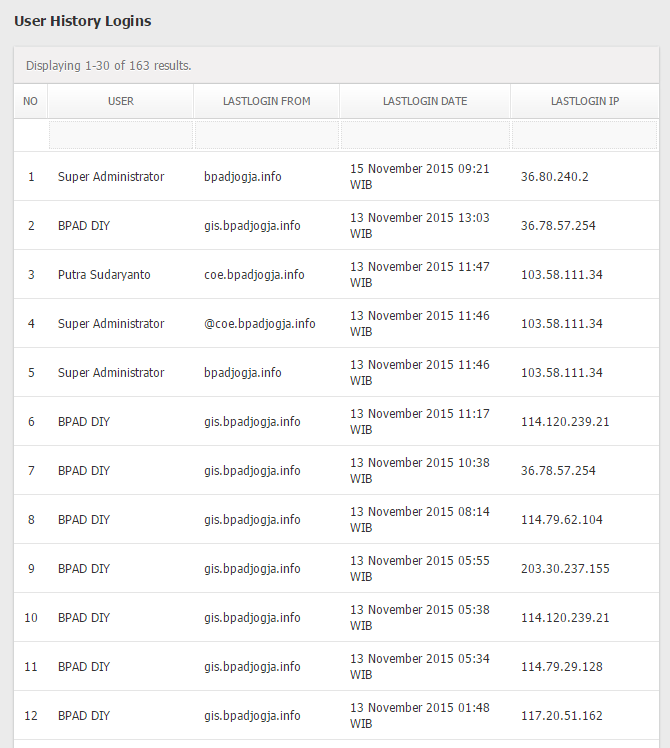 User History Logins
Displaying 1-30 of 163 results.
NO USER LASTLOGIN FROM LASTLOGIN DATE LASTLOGIN IP
1 Super Administrator bpadjogja.info 15 November 2015 09:21 WIB 36.80.240.2
2 BPAD DIY gis.bpadjogja.info 13 November 2015 13:03 WIB 36.78.57.254
3 Putra Sudaryanto coe.bpadjogja.info 13 November 2015 11:47 WIB 103.58.111.34
4 Super Administrator @coe.bpadjogja.info 13 November 2015 11:46 WIB 103.58.111.34
5 Super Administrator bpadjogja.info 13 November 2015 11:46 WIB 103.58.111.34
6 BPAD DIY gis.bpadjogja.info 13 November 2015 11:17 WIB 114.120.239.21
7 BPAD DIY gis.bpadjogja.info 13 November 2015 10:38 WIB 36.78.57.254
8 BPAD DIY gis.bpadjogja.info 13 November 2015 08:14 WIB 114.79.62.104
9 BPAD DIY gis.bpadjogja.info 13 November 2015 05:55 WIB 203.30.237.155
10 BPAD DIY gis.bpadjogja.info 13 November 2015 05:38 WIB 114.120.239.21
11 BPAD DIY gis.bpadjogja.info 13 November 2015 05:34 WIB 114.79.29.128
12 BPAD DIY gis.bpadjogja.info 13 November 2015 01:48 WIB 117.20.51.162